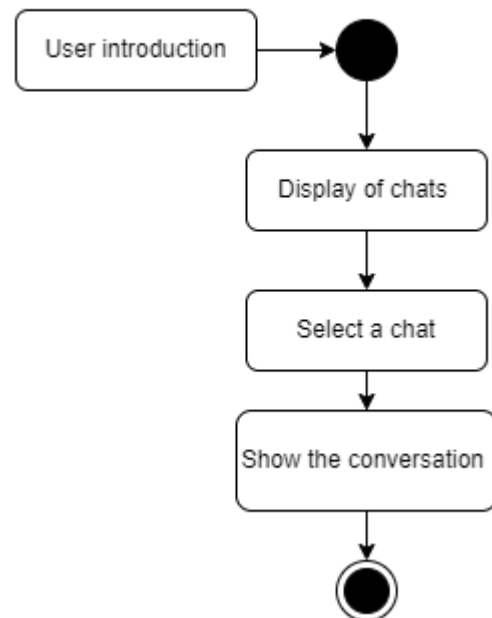 User introduction
Display of chats
Select a chat
Show the conversation